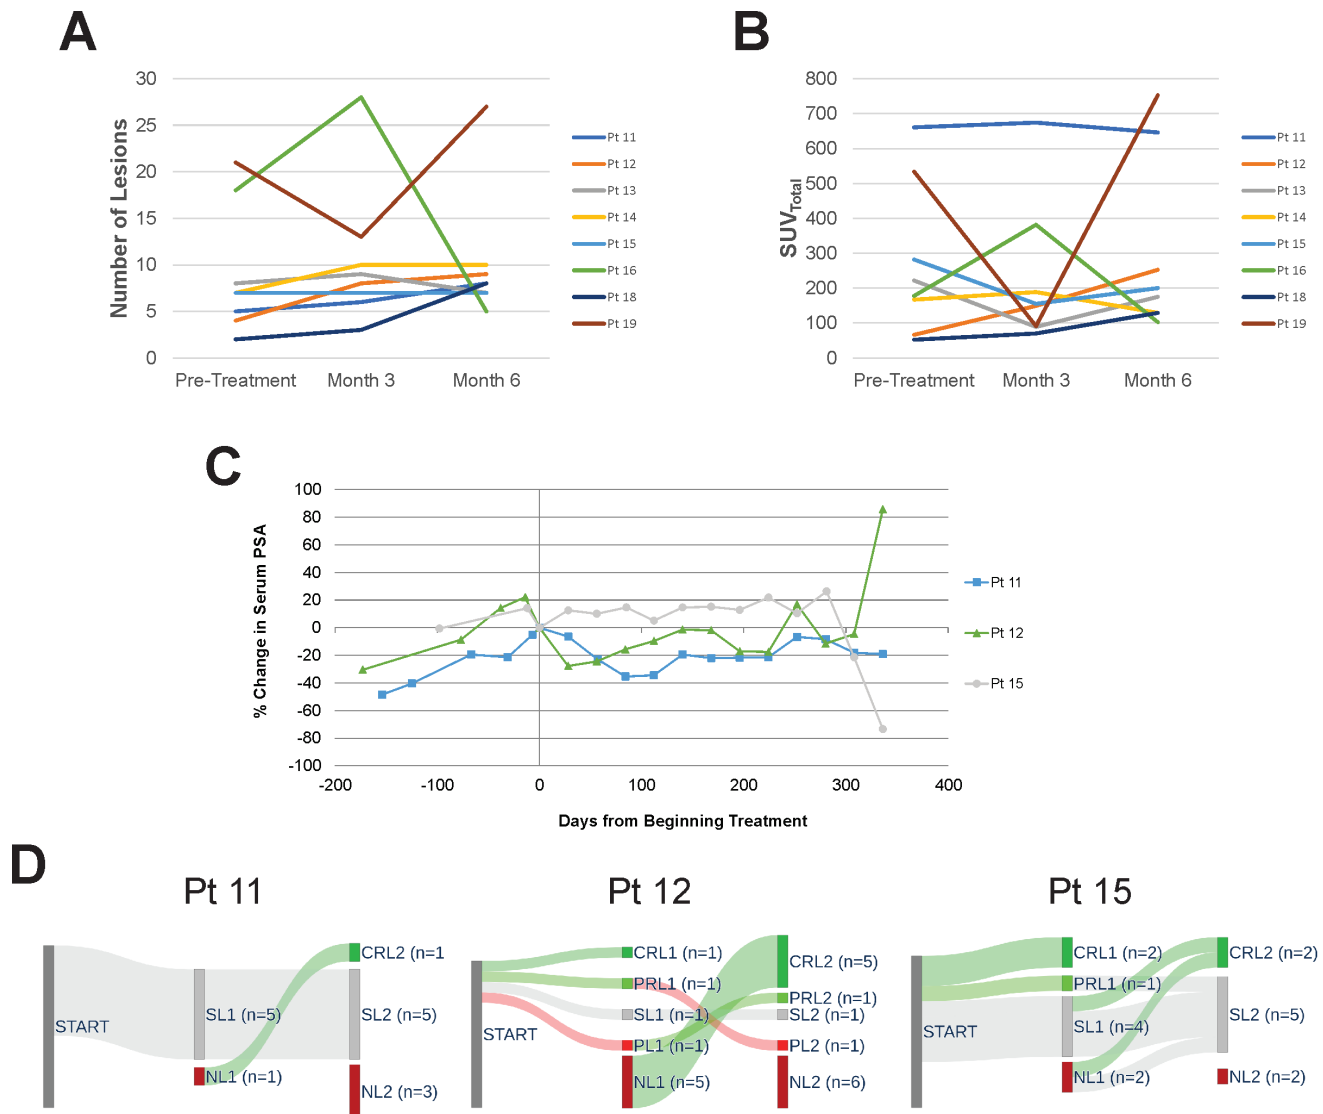 A
B
30
25
20
15
10
5
0
Number of Lesions
Pre-Treatment Month 3 Month 6
Pt 11
Pt 12
Pt 13
Pt 14
Pt 15
Pt 16
Pt 18
Pt 19
800
700
600
500
400
300
200
100
0
SUVTotal
Pre-Treatment Month 3 Month 6
Pt 11
Pt 12
Pt 13
Pt 14
Pt 15
Pt 16
Pt 18
Pt 19
C
100
80
60
40
20
0
-20
-40
-60
-80
-100
% Change in Serum PSA
-200 -100 0 100 200 300 400
Days from Beginning Treatment
Pt 11
Pt 12
Pt 15
D
Pt 11
START
SL1 (n=5)
NL1 (n=1)
CRL2 (n=1
SL2 (n=5)
NL2 (n=3)
Pt 12
START
CRL1 (n=1)
PRL1 (n=1)
SL1 (n=1)
PL1 (n=1)
NL1 (n=5)
CRL2 (n=5)
PRL2 (n=1)
SL2 (n=1)
PL2 (n=1)
NL2 (n=6)
Pt 15
START
CRL1 (n=2)
PRL1 (n=1)
SL1 (n=4)
NL1 (n=2)
CRL2 (n=2)
SL2 (n=5)
NL2 (n=2)